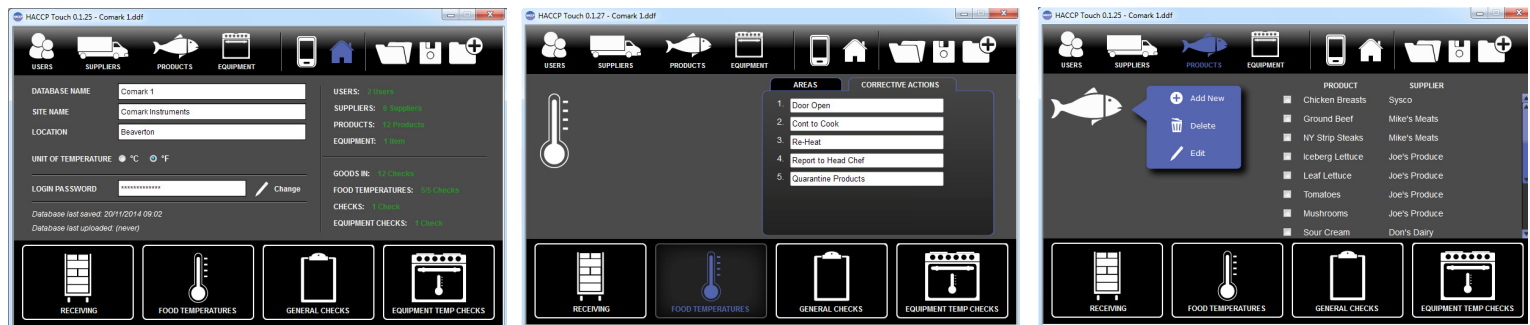 HACCP Touch 0.1.25 - Comark 1.ddf
USERS SUPPLIERS PRODUCTS EQUIPMENT
DATABASE NAME Comark 1
SITE NAME Comark Instruments
LOCATION Beaverton
UNIT OF TEMPERATURE °C °F
LOGIN PASSWORD ************* Change
Database last saved: 20/11/2014 09:02
Database last uploaded: (never)
USERS: 2 Users
SUPPLIERS: 6 Suppliers
PRODUCTS: 12 Products
EQUIPMENT: 1 Item
GOODS IN: 12 Checks
FOOD TEMPERATURES: 5/5 Checks
CHECKS: 1 Check
EQUIPMENT CHECKS: 1 Check
RECEIVING FOOD TEMPERATURES GENERAL CHECKS EQUIPMENT TEMP CHECKS
HACCP Touch 0.1.27 - Comark 1.ddf
USERS SUPPLIERS PRODUCTS EQUIPMENT
AREAS CORRECTIVE ACTIONS
1. Door Open
2. Cont to Cook
3. Re-Heat
4. Report to Head Chef
5. Quarantine Products
RECEIVING FOOD TEMPERATURES GENERAL CHECKS EQUIPMENT TEMP CHECKS
HACCP Touch 0.1.25 - Comark 1.ddf
USERS SUPPLIERS PRODUCTS EQUIPMENT
Add New
Delete
Edit
PRODUCT SUPPLIER
Chicken Breasts Sysco
Ground Beef Mike's Meats
NY Strip Steaks Mike's Meats
Iceberg Lettuce Joe's Produce
Leaf Lettuce Joe's Produce
Tomatoes Joe's Produce
Mushrooms Joe's Produce
Sour Cream Don's Dairy
RECEIVING FOOD TEMPERATURES GENERAL CHECKS EQUIPMENT TEMP CHECKS